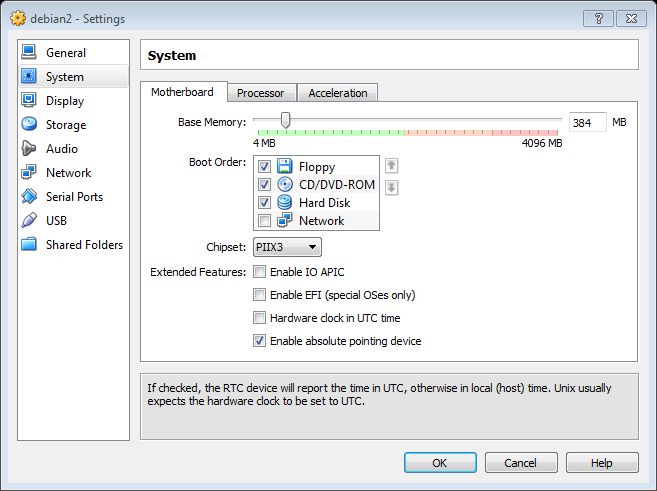 debian2 - Settings
General
System
Display
Storage
Audio
Network
Serial Ports
USB
Shared Folders
System
Motherboard Processor Acceleration
Base Memory: 384 MB
4 MB 4096 MB
Boot Order: Floppy
CD/DVD-ROM
Hard Disk
Network
Chipset: PIIX3
Extended Features: Enable IO APIC
Enable EFI (special OSes only)
Hardware clock in UTC time
Enable absolute pointing device
If checked, the RTC device will report the time in UTC, otherwise in local (host) time. Unix usually
expects the hardware clock to be set to UTC.
OK Cancel Help